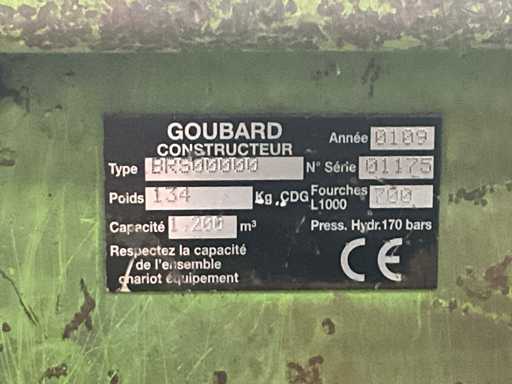 GOUBARD
CONSTRUCTEUR
Année 0109
Type N° Série 01175
Poids 134 Kg, CDG Fourches L1000 700
Capacité 1,200 m³ Press. Hydr. 170 bars
Respectez la capacité
de l'ensemble
chariot équipement
CE